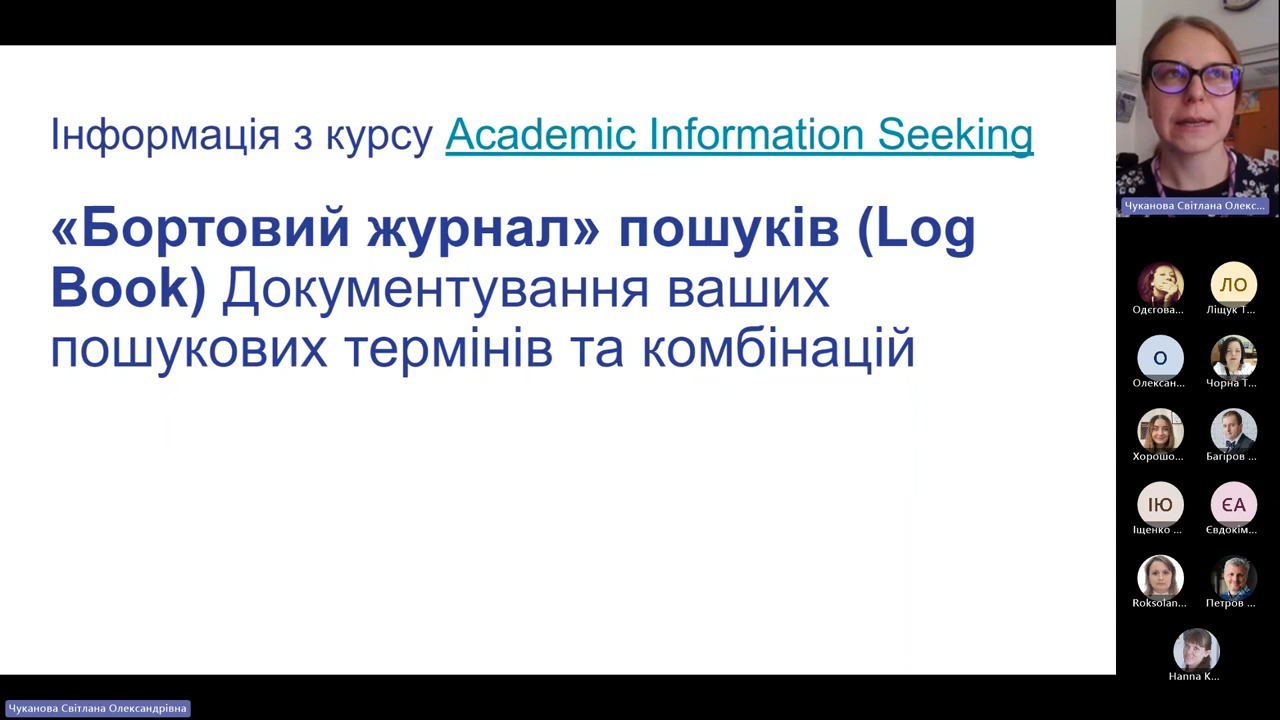 Інформація з курсу Academic Information Seeking
«Бортовий журнал» пошуків (Log
Book) Документування ваших
пошукових термінів та комбінацій
Чуканова Світлана Олекс...
ЛО
Одєгова...
Ліщук Т...
О
Олексан...
Чорна Т...
Хорошо...
Багіров ...
ІЮ
ЄА
Іщенко ...
Євдокім...
Roksolan...
Петров ...
Hanna K...
Чуканова Світлана Олександрівна